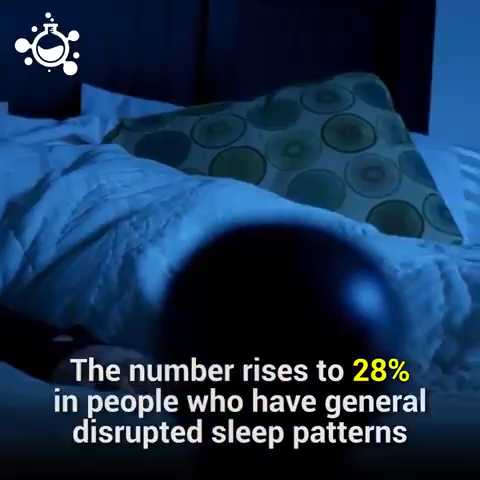 The number rises to 28%
in people who have general
disrupted sleep patterns